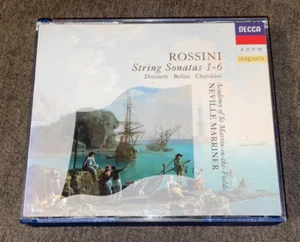 DECCA
ADRM
SERENATA
ROSSINI
String Sonatas 1-6
Donizetti · Bellini · Cherubini
Academy of St Martin-in-the-Fields
NEVILLE MARRINER